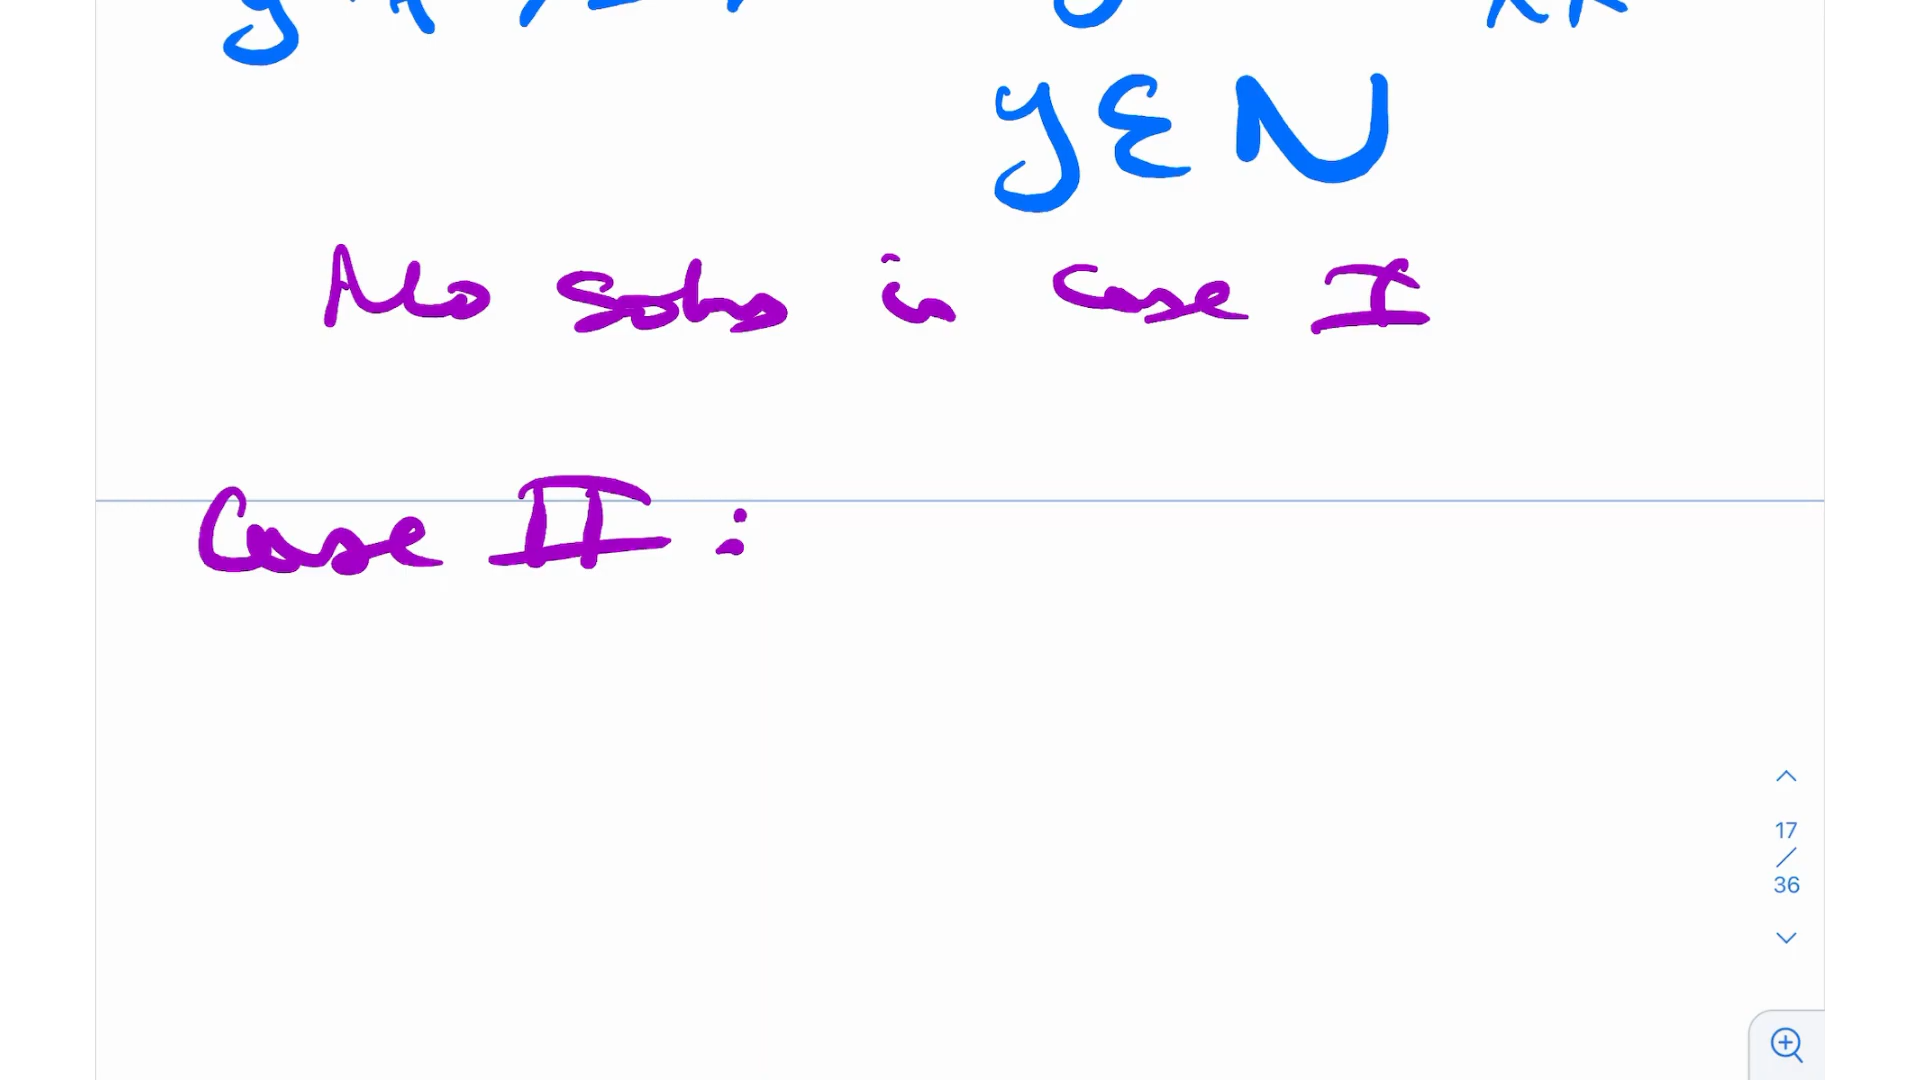 y ∈ N
No solns in case I
Case II :
17
/
36